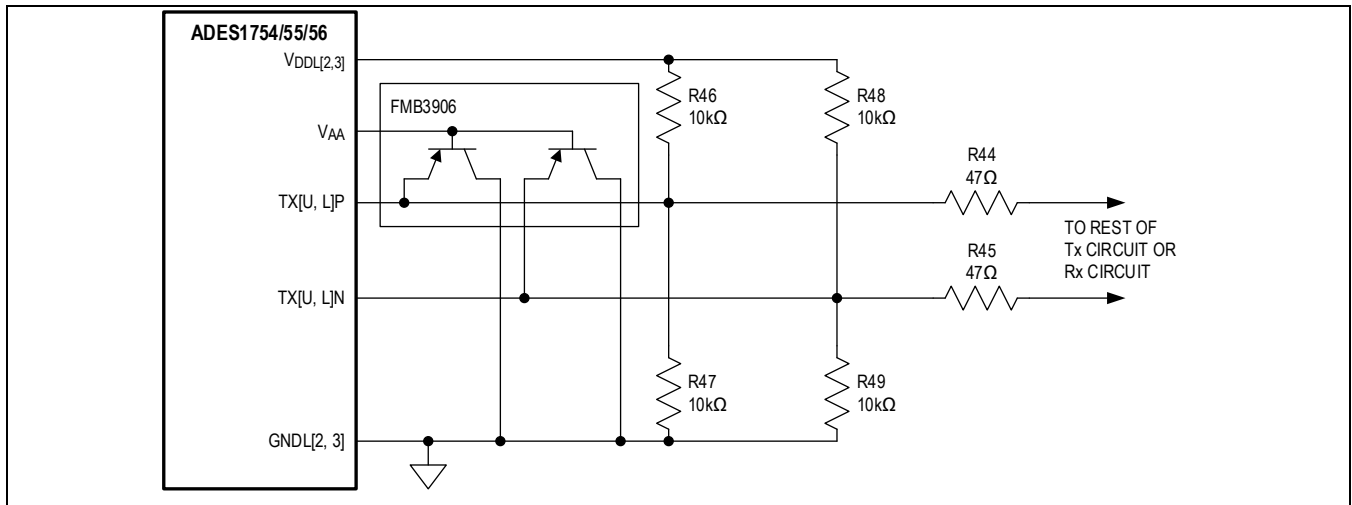 ADES1754/55/56
VDDL[2,3]
FMB3906
VAA
TX[U, L]P
TX[U, L]N
GNDL[2, 3]
R46
10kΩ
R48
10kΩ
R44
47Ω
R45
47Ω
TO REST OF
Tx CIRCUIT OR
Rx CIRCUIT
R47
10kΩ
R49
10kΩ